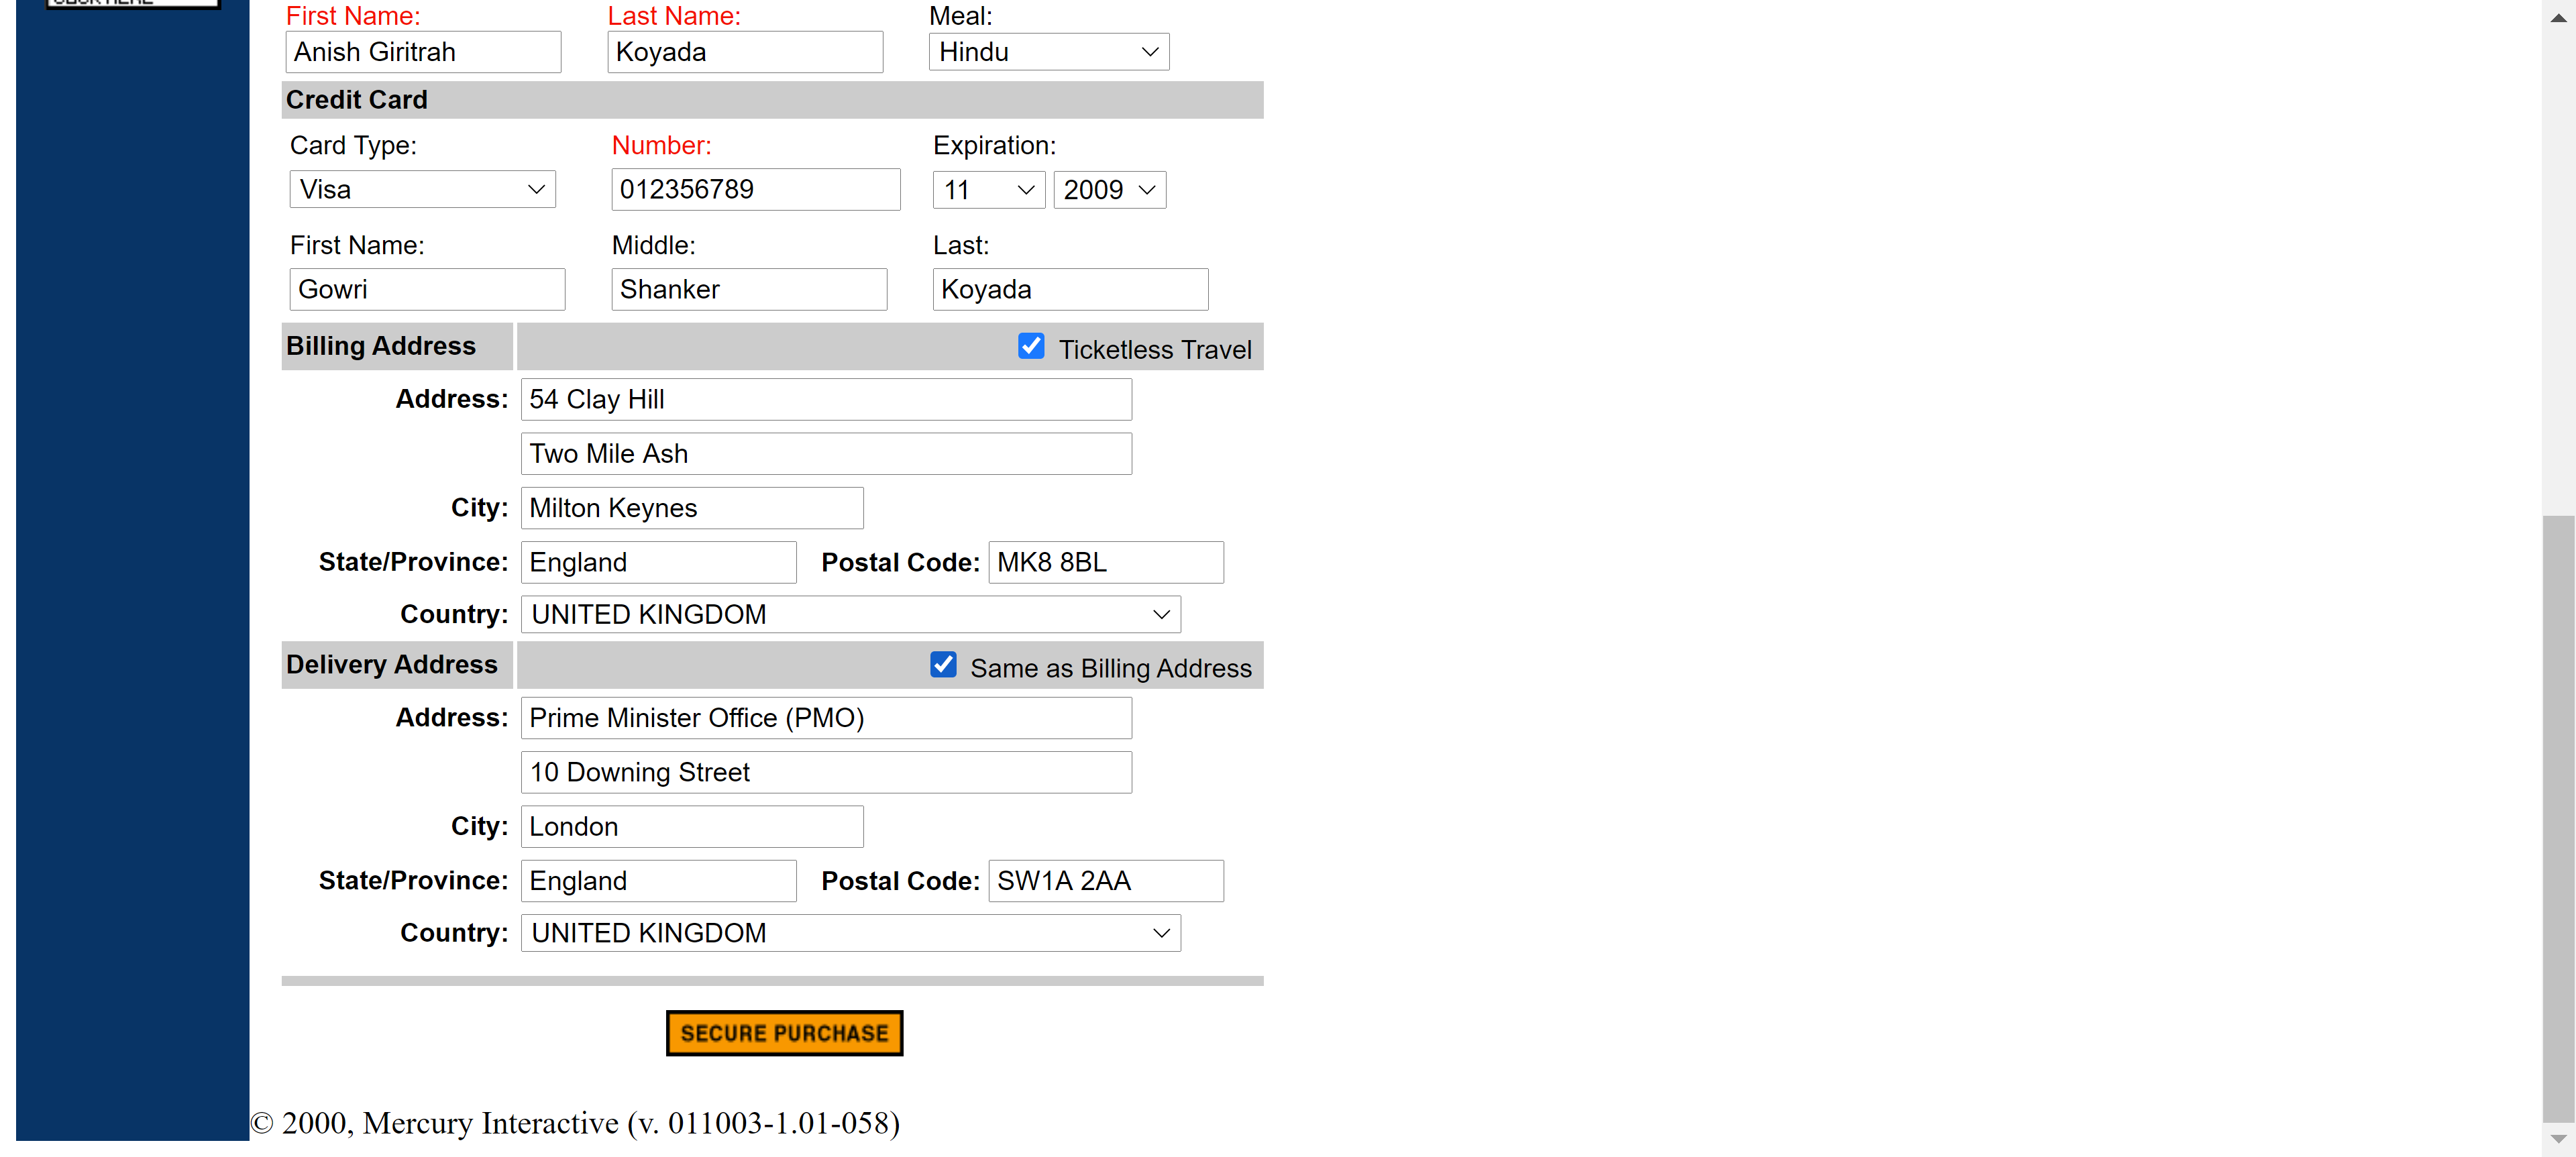 First Name: Last Name: Meal:
Anish Giritrah Koyada Hindu
Credit Card
Card Type: Number: Expiration:
Visa 012356789 11 2009
First Name: Middle: Last:
Gowri Shanker Koyada
Billing Address Ticketless Travel
Address: 54 Clay Hill
Two Mile Ash
City: Milton Keynes
State/Province: England Postal Code: MK8 8BL
Country: UNITED KINGDOM
Delivery Address Same as Billing Address
Address: Prime Minister Office (PMO)
10 Downing Street
City: London
State/Province: England Postal Code: SW1A 2AA
Country: UNITED KINGDOM
SECURE PURCHASE
© 2000, Mercury Interactive (v. 011003-1.01-058)